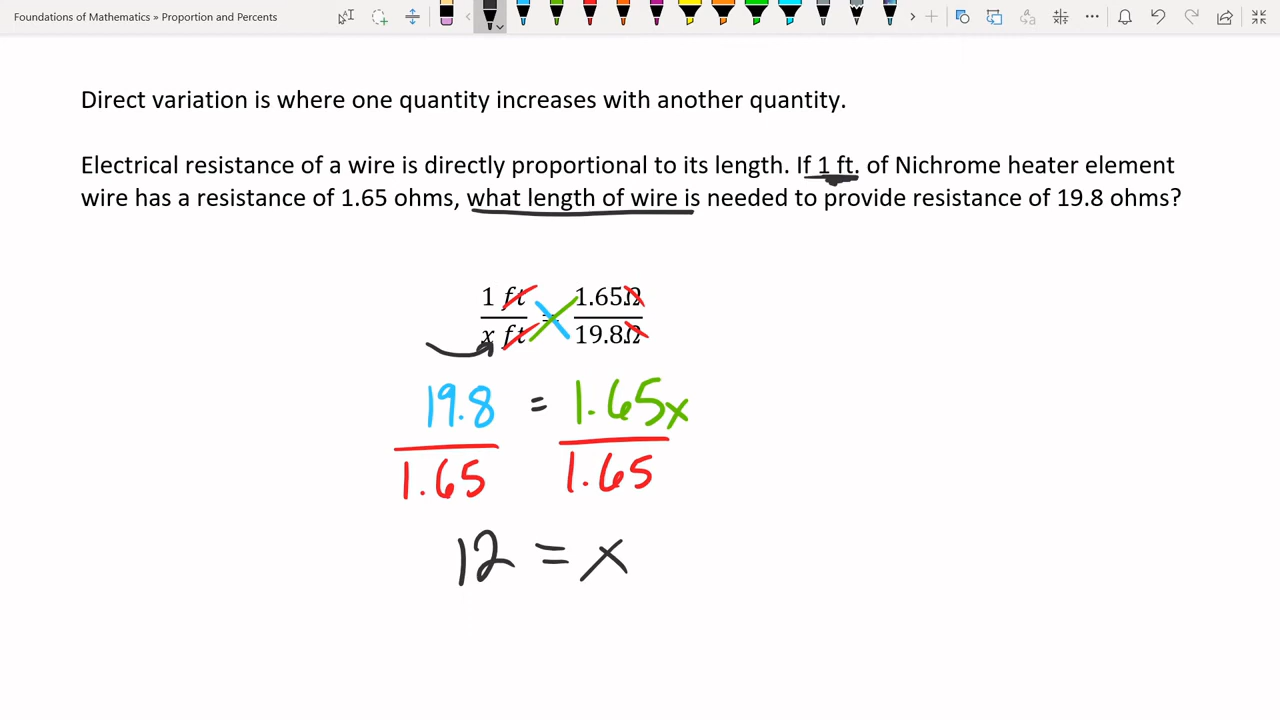 Foundations of Mathematics » Proportion and Percents
Direct variation is where one quantity increases with another quantity.
Electrical resistance of a wire is directly proportional to its length. If 1 ft. of Nichrome heater element
wire has a resistance of 1.65 ohms, what length of wire is needed to provide resistance of 19.8 ohms?
1 ft / x ft = 1.65Ω / 19.8Ω
19.8 = 1.65x
1.65 1.65
12 = x